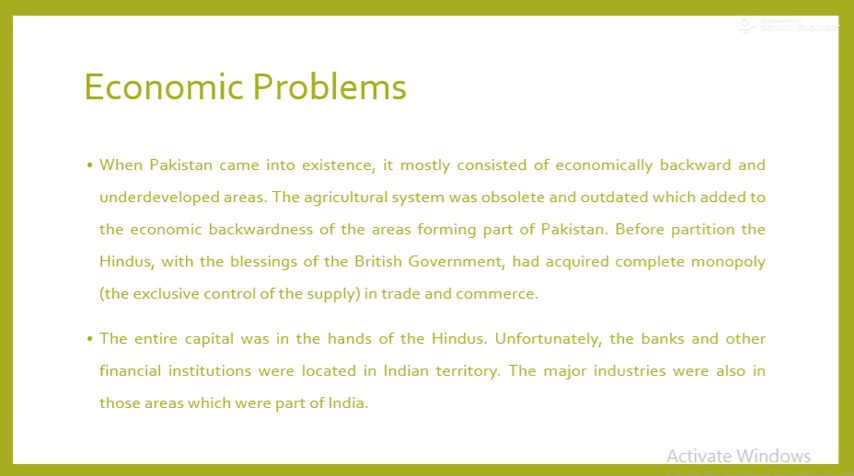 Economic Problems
• When Pakistan came into existence, it mostly consisted of economically backward and
underdeveloped areas. The agricultural system was obsolete and outdated which added to
the economic backwardness of the areas forming part of Pakistan. Before partition the
Hindus, with the blessings of the British Government, had acquired complete monopoly
(the exclusive control of the supply) in trade and commerce.
• The entire capital was in the hands of the Hindus. Unfortunately, the banks and other
financial institutions were located in Indian territory. The major industries were also in
those areas which were part of India.
Activate Windows